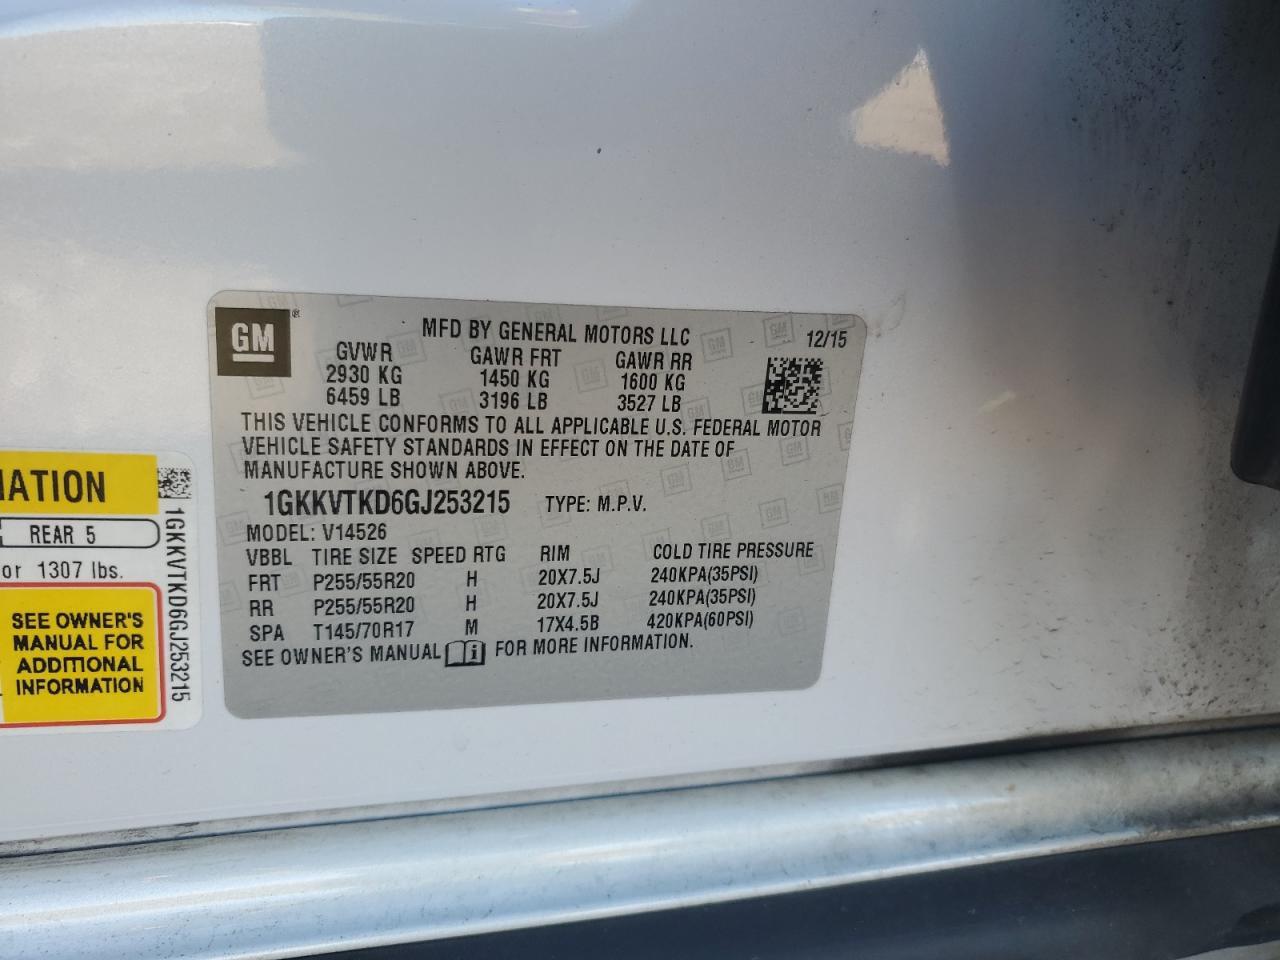 GM ®
MFD BY GENERAL MOTORS LLC 12/15
GVWR GAWR FRT GAWR RR
2930 KG 1450 KG 1600 KG
6459 LB 3196 LB 3527 LB
THIS VEHICLE CONFORMS TO ALL APPLICABLE U.S. FEDERAL MOTOR
VEHICLE SAFETY STANDARDS IN EFFECT ON THE DATE OF
MANUFACTURE SHOWN ABOVE.
1GKKVTKD6GJ253215 TYPE: M.P.V.
MODEL: V14526
VBBL TIRE SIZE SPEED RTG RIM COLD TIRE PRESSURE
FRT P255/55R20 H 20X7.5J 240KPA(35PSI)
RR P255/55R20 H 20X7.5J 240KPA(35PSI)
SPA T145/70R17 M 17X4.5B 420KPA(60PSI)
SEE OWNER'S MANUAL i FOR MORE INFORMATION.
REAR 5
or 1307 lbs.
SEE OWNER'S
MANUAL FOR
ADDITIONAL
INFORMATION
1GKKVTKD6GJ253215